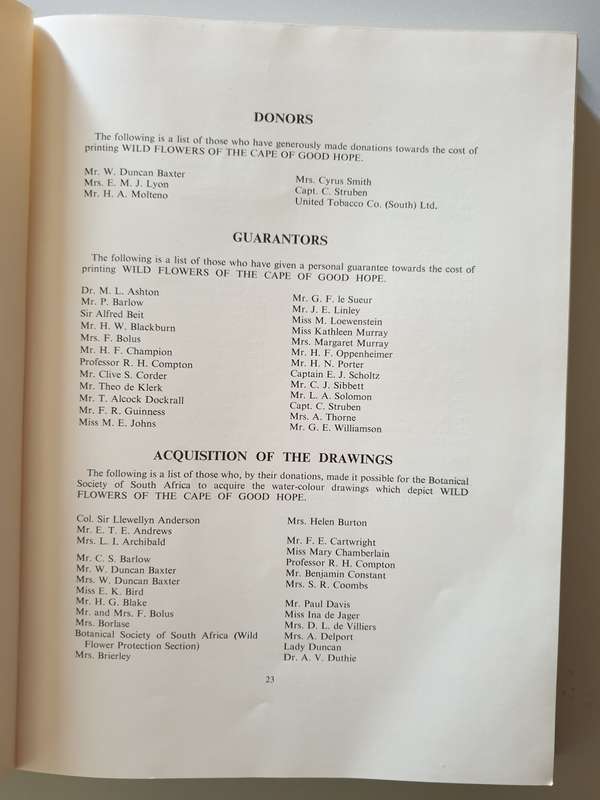 DONORS
The following is a list of those who have generously made donations towards the cost of
printing WILD FLOWERS OF THE CAPE OF GOOD HOPE.
Mr. W. Duncan Baxter
Mrs. E. M. J. Lyon
Mr. H. A. Molteno
Mrs. Cyrus Smith
Capt. C. Struben
United Tobacco Co. (South) Ltd.
GUARANTORS
The following is a list of those who have given a personal guarantee towards the cost of
printing WILD FLOWERS OF THE CAPE OF GOOD HOPE.
Dr. M. L. Ashton
Mr. P. Barlow
Sir Alfred Beit
Mr. H. W. Blackburn
Mrs. F. Bolus
Mr. H. F. Champion
Professor R. H. Compton
Mr. Clive S. Corder
Mr. Theo de Klerk
Mr. T. Alcock Dockrall
Mr. F. R. Guinness
Miss M. E. Johns
Mr. G. F. le Sueur
Mr. J. E. Linley
Miss M. Loewenstein
Miss Kathleen Murray
Mrs. Margaret Murray
Mr. H. F. Oppenheimer
Mr. H. N. Porter
Captain E. J. Scholtz
Mr. C. J. Sibbett
Mr. L. A. Solomon
Capt. C. Struben
Mrs. A. Thorne
Mr. G. E. Williamson
ACQUISITION OF THE DRAWINGS
The following is a list of those who, by their donations, made it possible for the Botanical
Society of South Africa to acquire the water-colour drawings which depict WILD
FLOWERS OF THE CAPE OF GOOD HOPE.
Col. Sir Llewellyn Anderson
Mr. E. T. E. Andrews
Mrs. L. I. Archibald
Mr. C. S. Barlow
Mr. W. Duncan Baxter
Mrs. W. Duncan Baxter
Miss E. K. Bird
Mr. H. G. Blake
Mr. and Mrs. F. Bolus
Mrs. Borlase
Botanical Society of South Africa (Wild
Flower Protection Section)
Mrs. Brierley
Mrs. Helen Burton
Mr. F. E. Cartwright
Miss Mary Chamberlain
Professor R. H. Compton
Mr. Benjamin Constant
Mrs. S. R. Coombs
Mr. Paul Davis
Miss Ina de Jager
Mrs. D. L. de Villiers
Mrs. A. Delport
Lady Duncan
Dr. A. V. Duthie
23